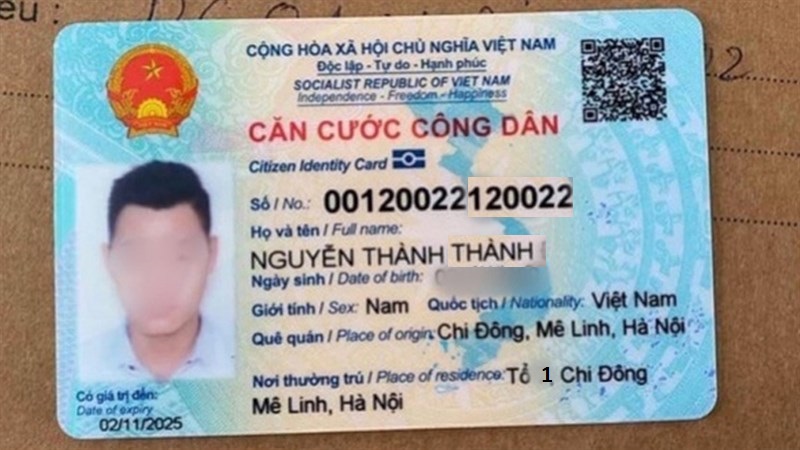 CỘNG HÒA XÃ HỘI CHỦ NGHĨA VIỆT NAM
Độc lập - Tự do - Hạnh phúc
SOCIALIST REPUBLIC OF VIET NAM
Independence - Freedom - Happiness
CĂN CƯỚC CÔNG DÂN
Citizen Identity Card
Số / No.: 00120022120022
Họ và tên / Full name:
NGUYỄN THÀNH THÀNH
Ngày sinh / Date of birth:
Giới tính / Sex: Nam Quốc tịch / Nationality: Việt Nam
Quê quán / Place of origin: Chi Đông, Mê Linh, Hà Nội
Nơi thường trú / Place of residence: Tổ 1 Chi Đông
Mê Linh, Hà Nội
Có giá trị đến:
Date of expiry
02/11/2025